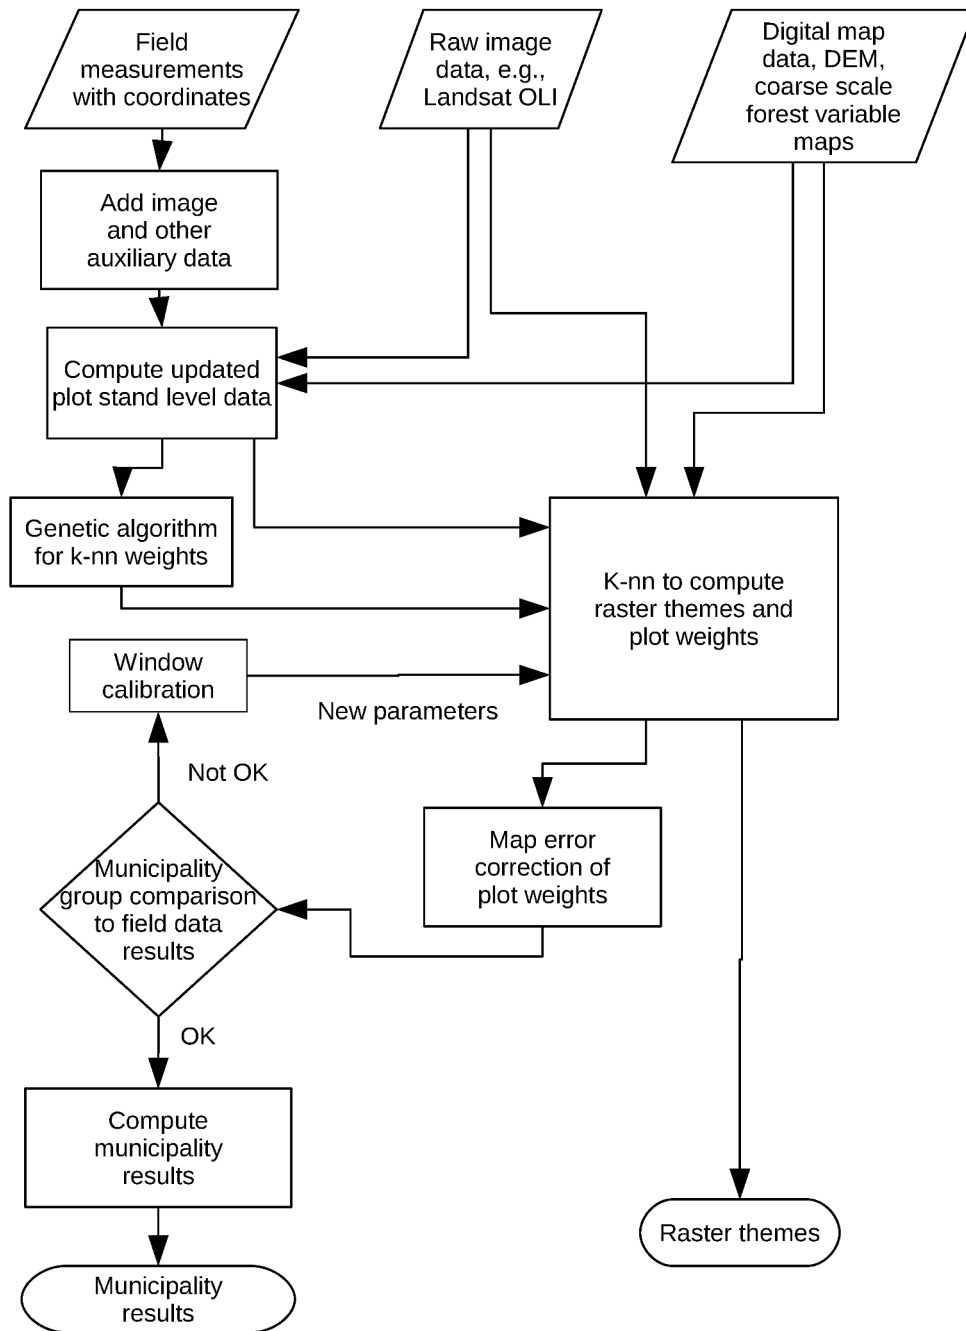 Field
measurements
with coordinates
Raw image
data, e.g.,
Landsat OLI
Digital map
data, DEM,
coarse scale
forest variable
maps
Add image
and other
auxiliary data
Compute updated
plot stand level data
Genetic algorithm
for k-nn weights
K-nn to compute
raster themes and
plot weights
Window
calibration
New parameters
Not OK
Map error
correction of
plot weights
Municipality
group comparison
to field data
results
OK
Compute
municipality
results
Raster themes
Municipality
results